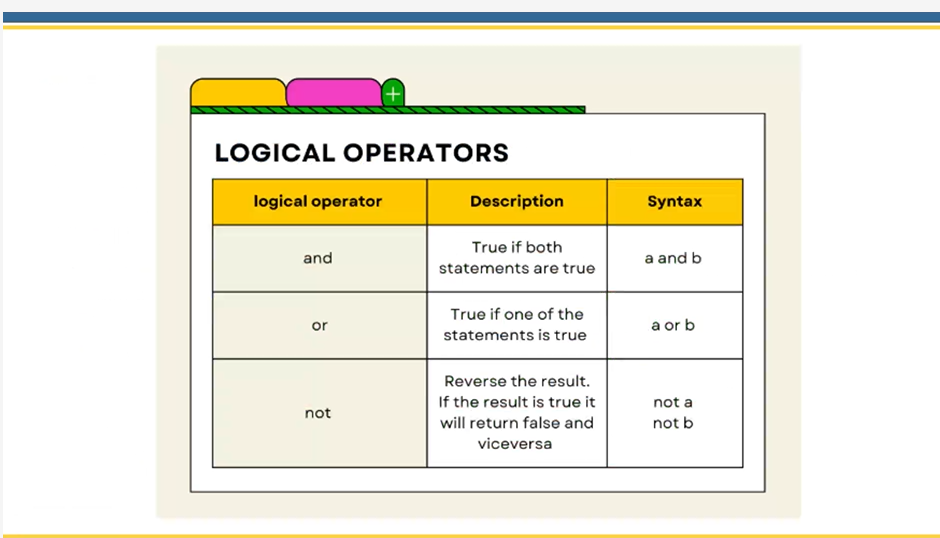 +
LOGICAL OPERATORS
logical operator
Description
Syntax
and
True if both
statements are true
a and b
or
True if one of the
statements is true
a or b
not
Reverse the result.
If the result is true it
will return false and
viceversa
not a
not b